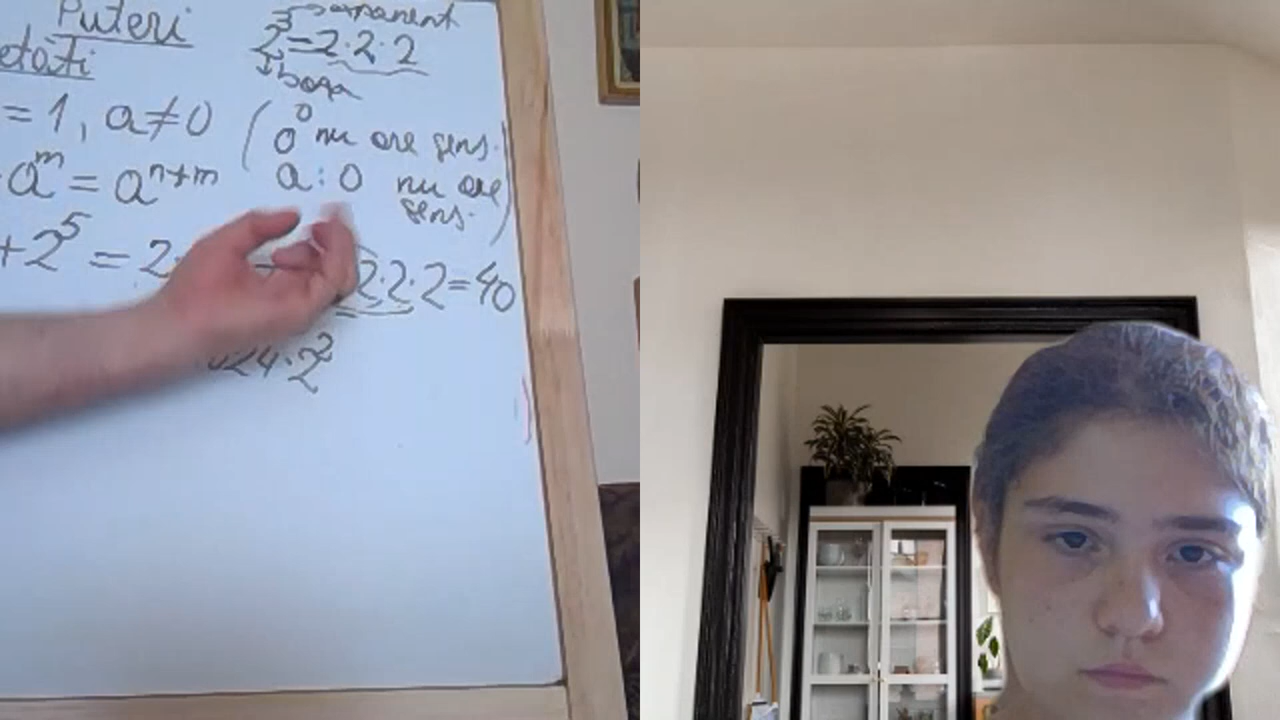 Puteri
etăți
exponent
2³=2·2·2
bază
= 1, a≠0
(0⁰ nu are sens.
a:0 nu are sens.)
·aᵐ = aⁿ⁺ᵐ
+2⁵ = 2·
2·2·2=40
24·2²